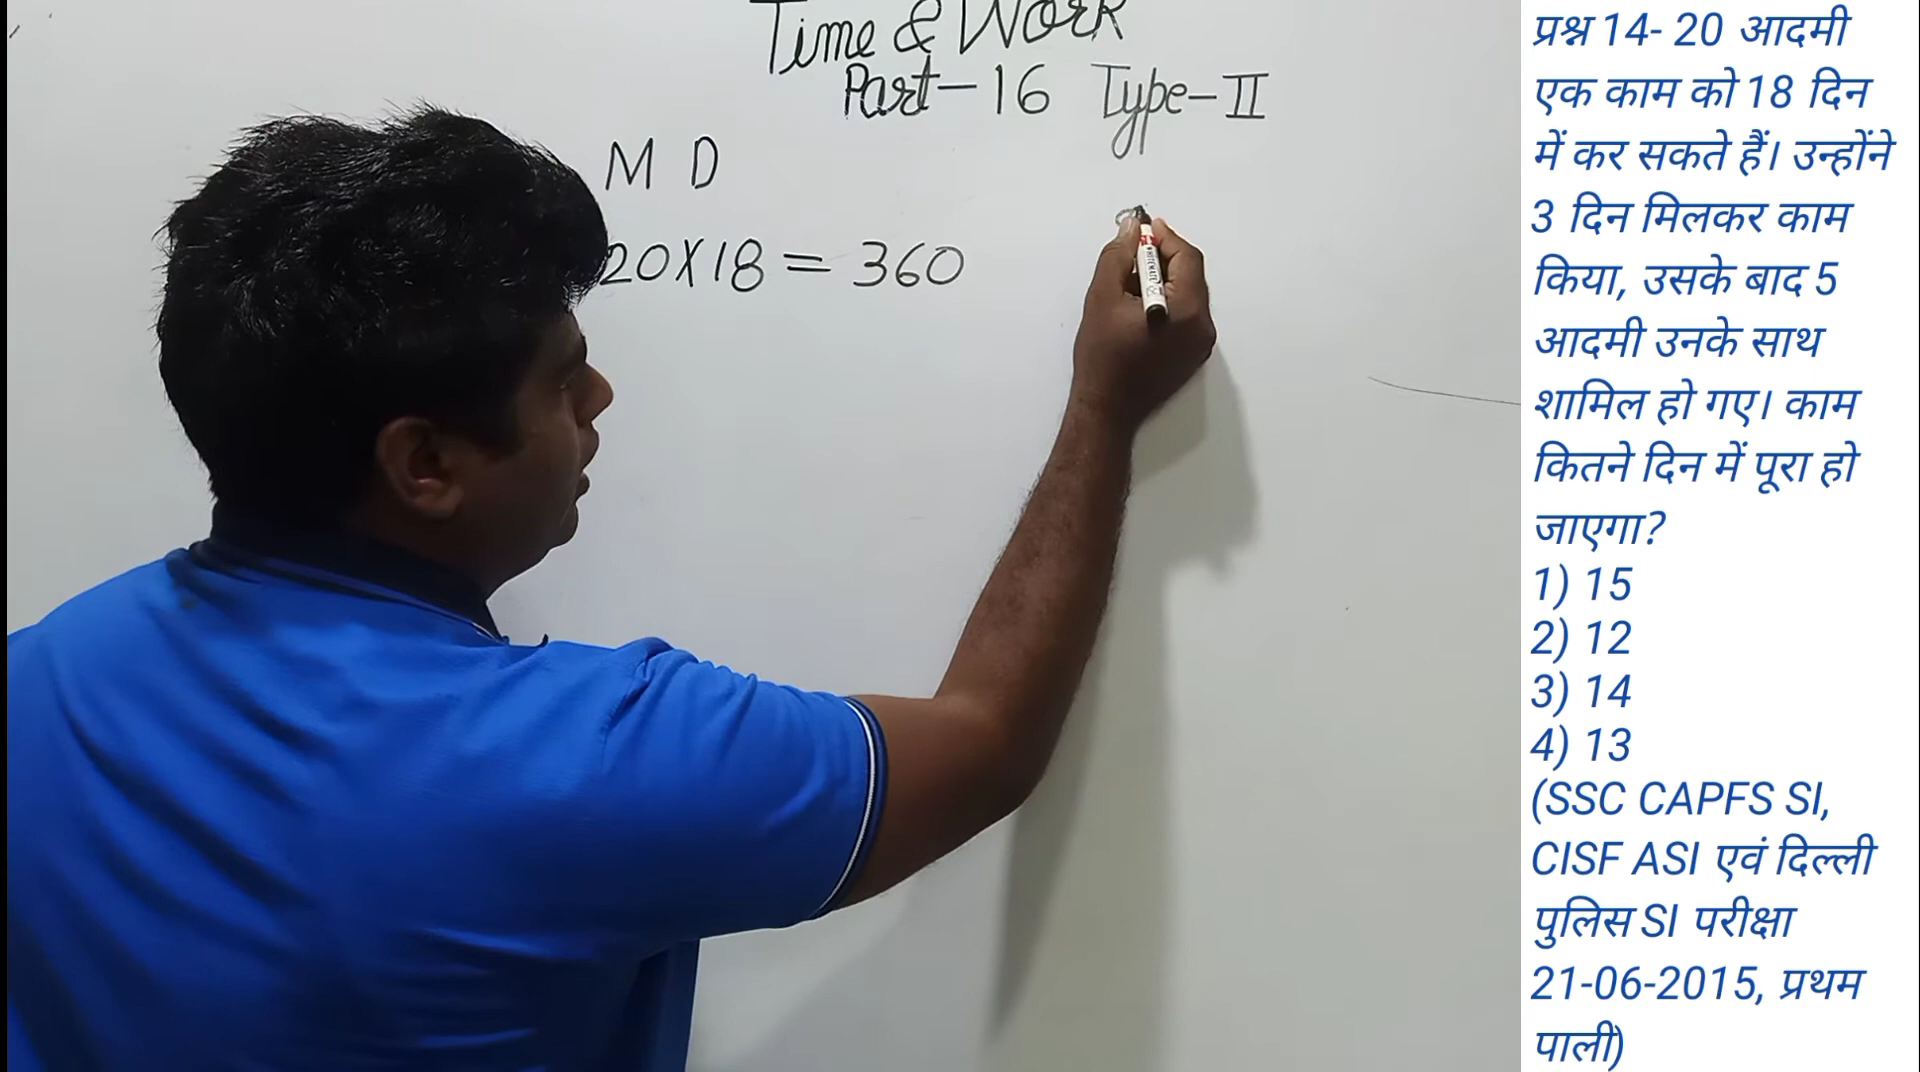 Time & Work
Part-16 Type-II
M D
20X18 = 360
प्रश्न 14- 20 आदमी
एक काम को 18 दिन
में कर सकते हैं। उन्होंने
3 दिन मिलकर काम
किया, उसके बाद 5
आदमी उनके साथ
शामिल हो गए। काम
कितने दिन में पूरा हो
जाएगा?
1) 15
2) 12
3) 14
4) 13
(SSC CAPFS SI,
CISF ASI एवं दिल्ली
पुलिस SI परीक्षा
21-06-2015, प्रथम
पाली)